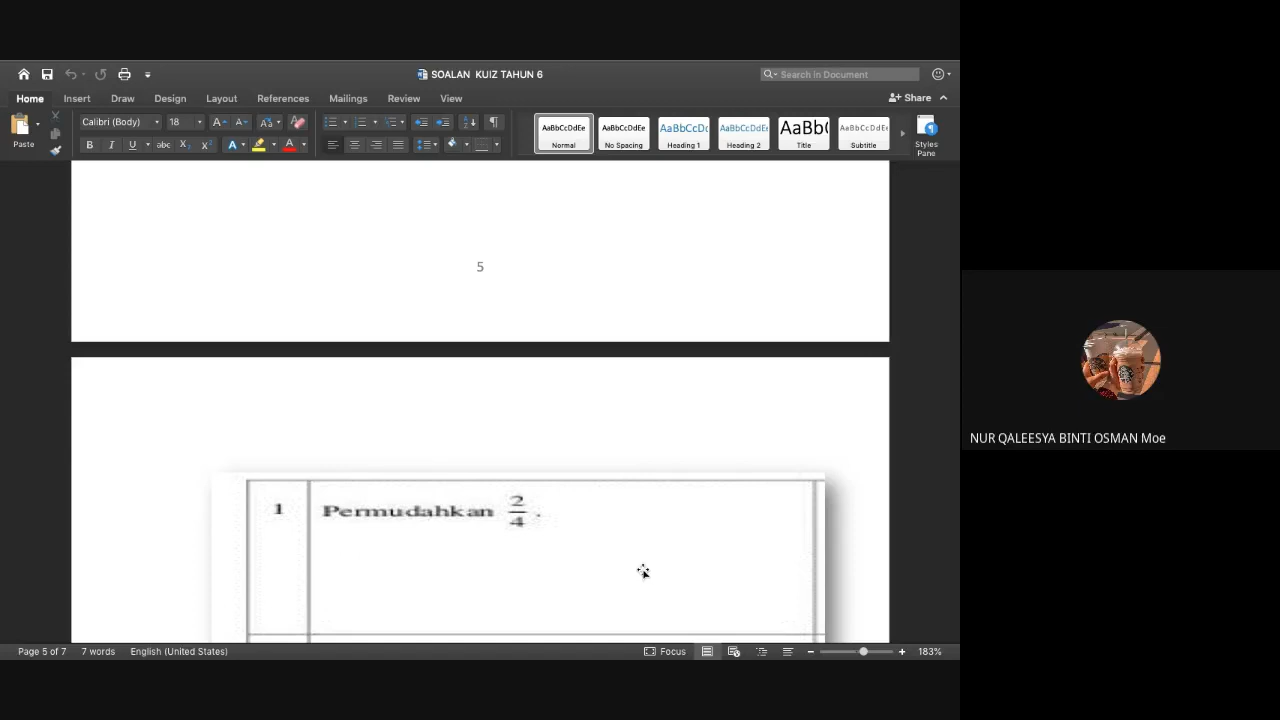 SOALAN KUIZ TAHUN 6
Search in Document
Home Insert Draw Design Layout References Mailings Review View
Share
Paste
Calibri (Body) 18
AaBbCcDdEe AaBbCcDdEe AaBbCcDc AaBbCcDdEe AaBb( AaBbCcDdEe
Normal No Spacing Heading 1 Heading 2 Title Subtitle
Styles
Pane
5
1 Permudahkan 2/4 .
NUR QALEESYA BINTI OSMAN Moe
Page 5 of 7 7 words English (United States) Focus 183%